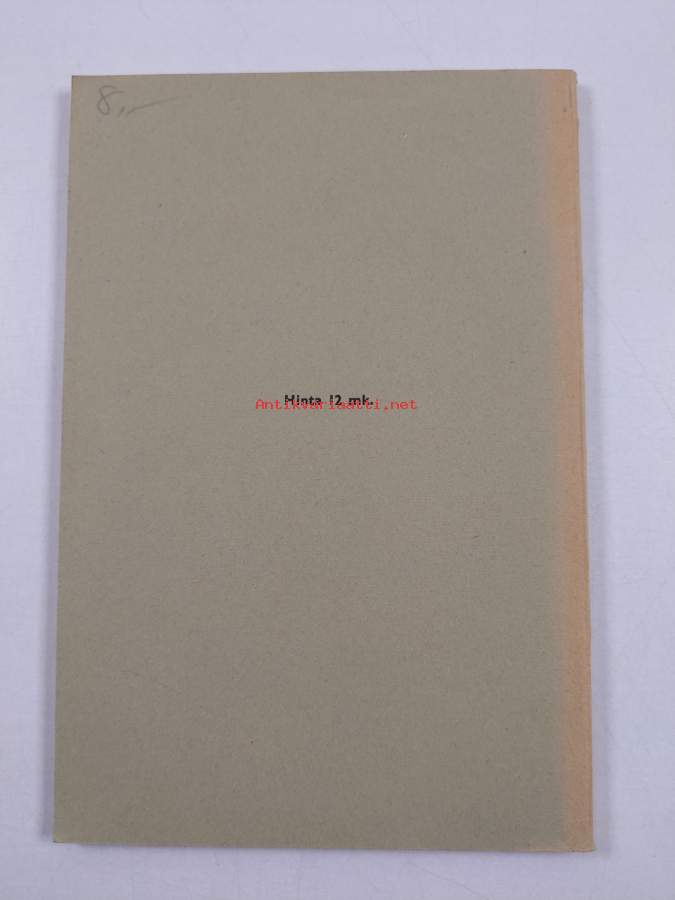 8,–
Hinta 12 mk.
Antikvariaatti.net